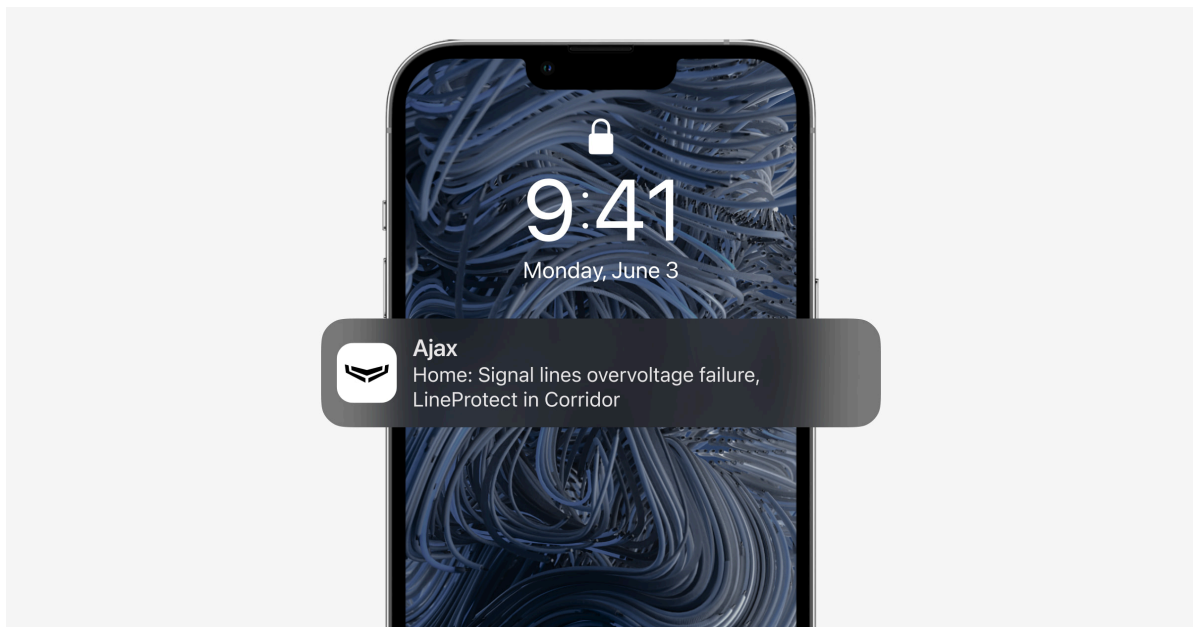 9:41
Monday, June 3
Ajax
Home: Signal lines overvoltage failure,
LineProtect in Corridor